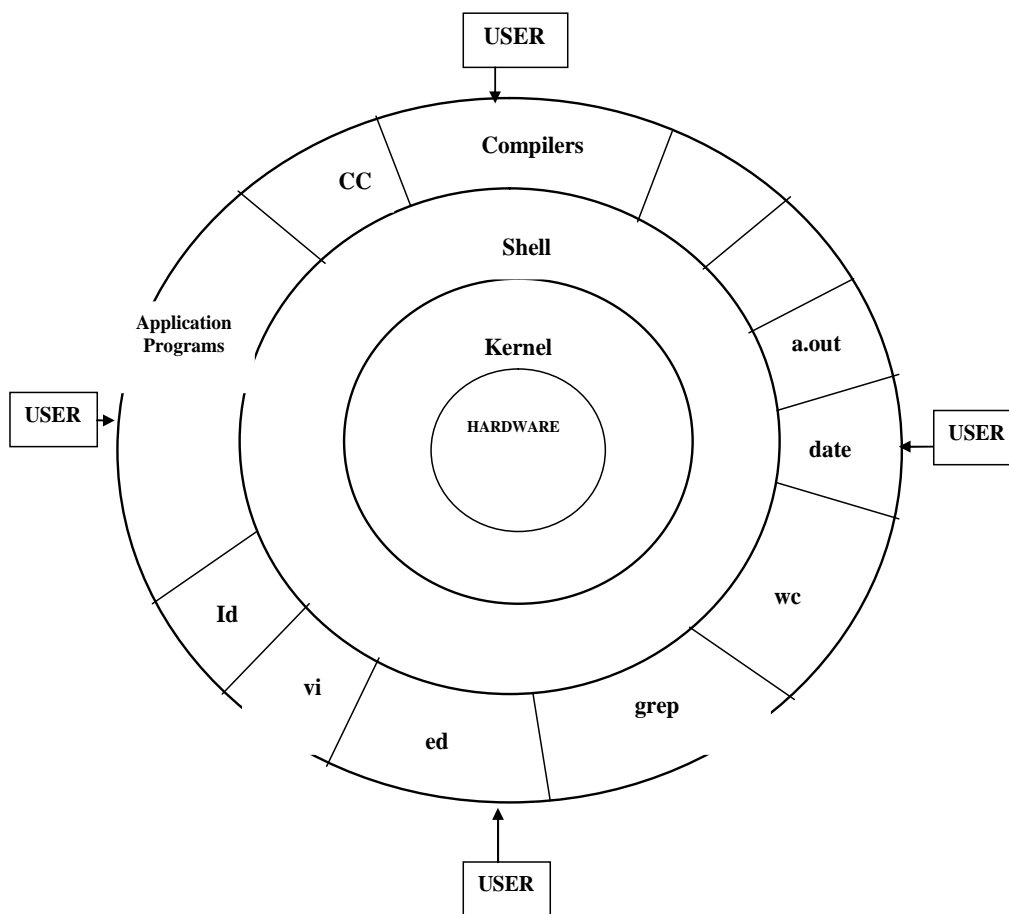 USER
Compilers
CC
Shell
Application
Programs
Kernel
a.out
USER
HARDWARE
date
USER
wc
Id
vi
grep
ed
USER